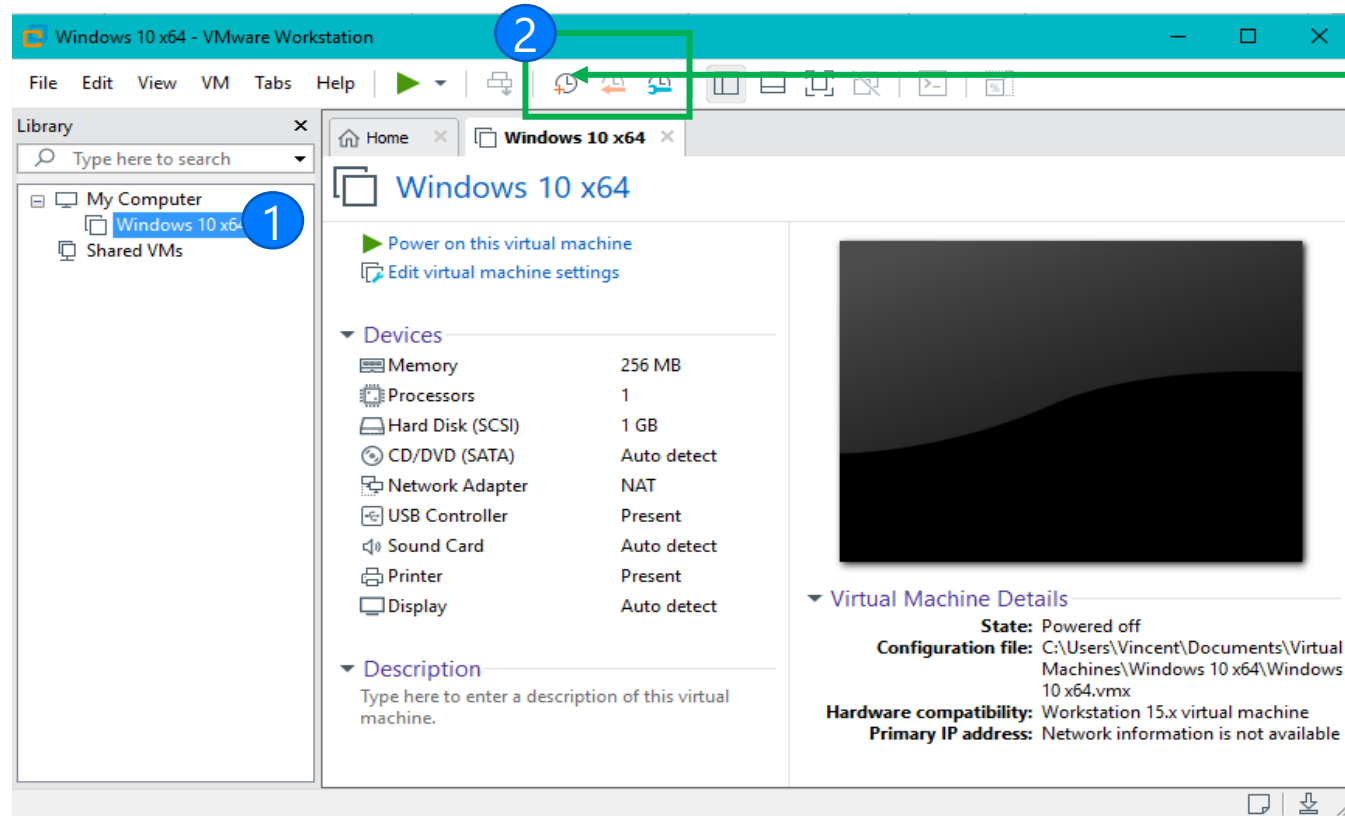 Windows 10 x64 - VMware Workstation
2
File Edit View VM Tabs Help
Library
Home
Windows 10 x64
Type here to search
My Computer
Windows 10 x64
1
Shared VMs
Windows 10 x64
Power on this virtual machine
Edit virtual machine settings
Devices
Memory 256 MB
Processors 1
Hard Disk (SCSI) 1 GB
CD/DVD (SATA) Auto detect
Network Adapter NAT
USB Controller Present
Sound Card Auto detect
Printer Present
Display Auto detect
Description
Type here to enter a description of this virtual
machine.
Virtual Machine Details
State: Powered off
Configuration file: C:\Users\Vincent\Documents\Virtual
Machines\Windows 10 x64\Windows
10 x64.vmx
Hardware compatibility: Workstation 15.x virtual machine
Primary IP address: Network information is not available